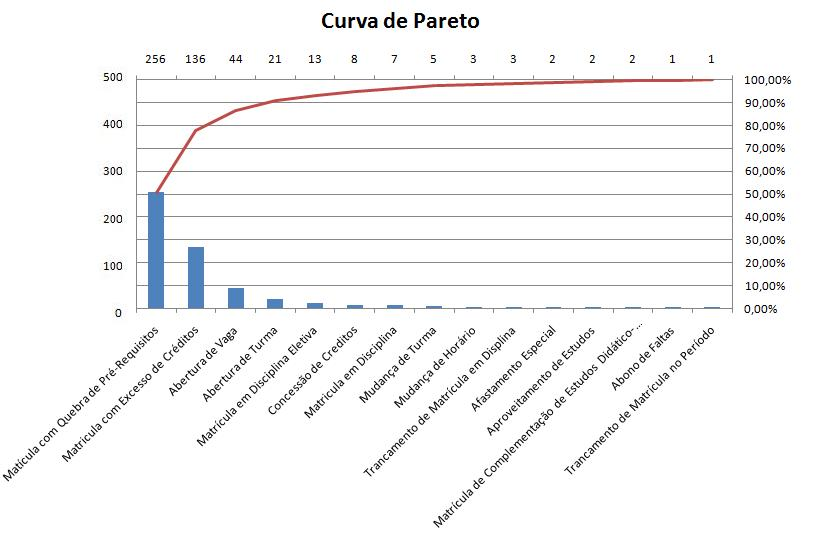 Curva de Pareto
256 136 44 21 13 8 7 5 3 3 2 2 2 1 1
500
400
300
200
100
0
100,00%
90,00%
80,00%
70,00%
60,00%
50,00%
40,00%
30,00%
20,00%
10,00%
0,00%
Matícula com Quebra de Pré-Requisitos
Matricula com Excesso de Créditos
Abertura de Vaga
Abertura de Turma
Matrícula em Disciplina Eletiva
Concessão de Creditos
Matrícula em Disciplina
Mudança de Turma
Mudança de Horário
Trancamento de Matrícula em Displina
Afastamento Especial
Aproveitamento de Estudos
Matrícula de Complementação de Estudos Didático-...
Abono de Faltas
Trancamento de Matrícula no Período